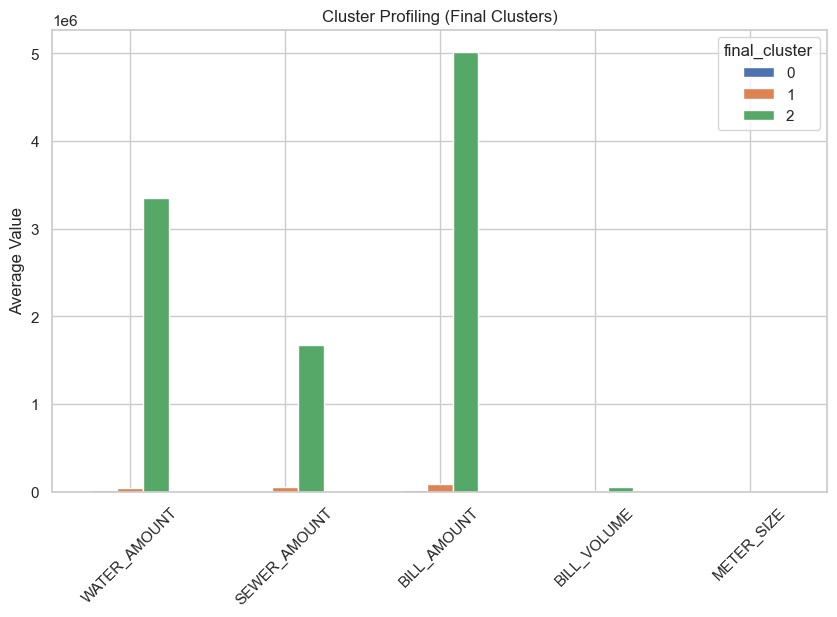 Cluster Profiling (Final Clusters)
1e6
final_cluster
0
1
2
5
4
3
2
1
0
Average Value
WATER_AMOUNT
SEWER_AMOUNT
BILL_AMOUNT
BILL_VOLUME
METER_SIZE